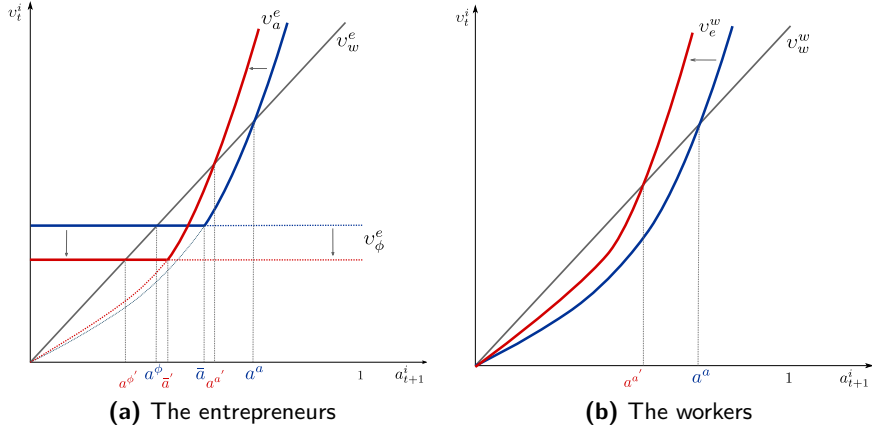 υ_t^i
υ_a^e
υ_w^e
υ_ϕ^e
a^{ϕ'} a^ϕ ā' ā a^{a'} a^a 1 a_{t+1}^i
(a) The entrepreneurs
υ_t^i
υ_e^w
υ_w^w
a^{a'} a^a 1 a_{t+1}^i
(b) The workers